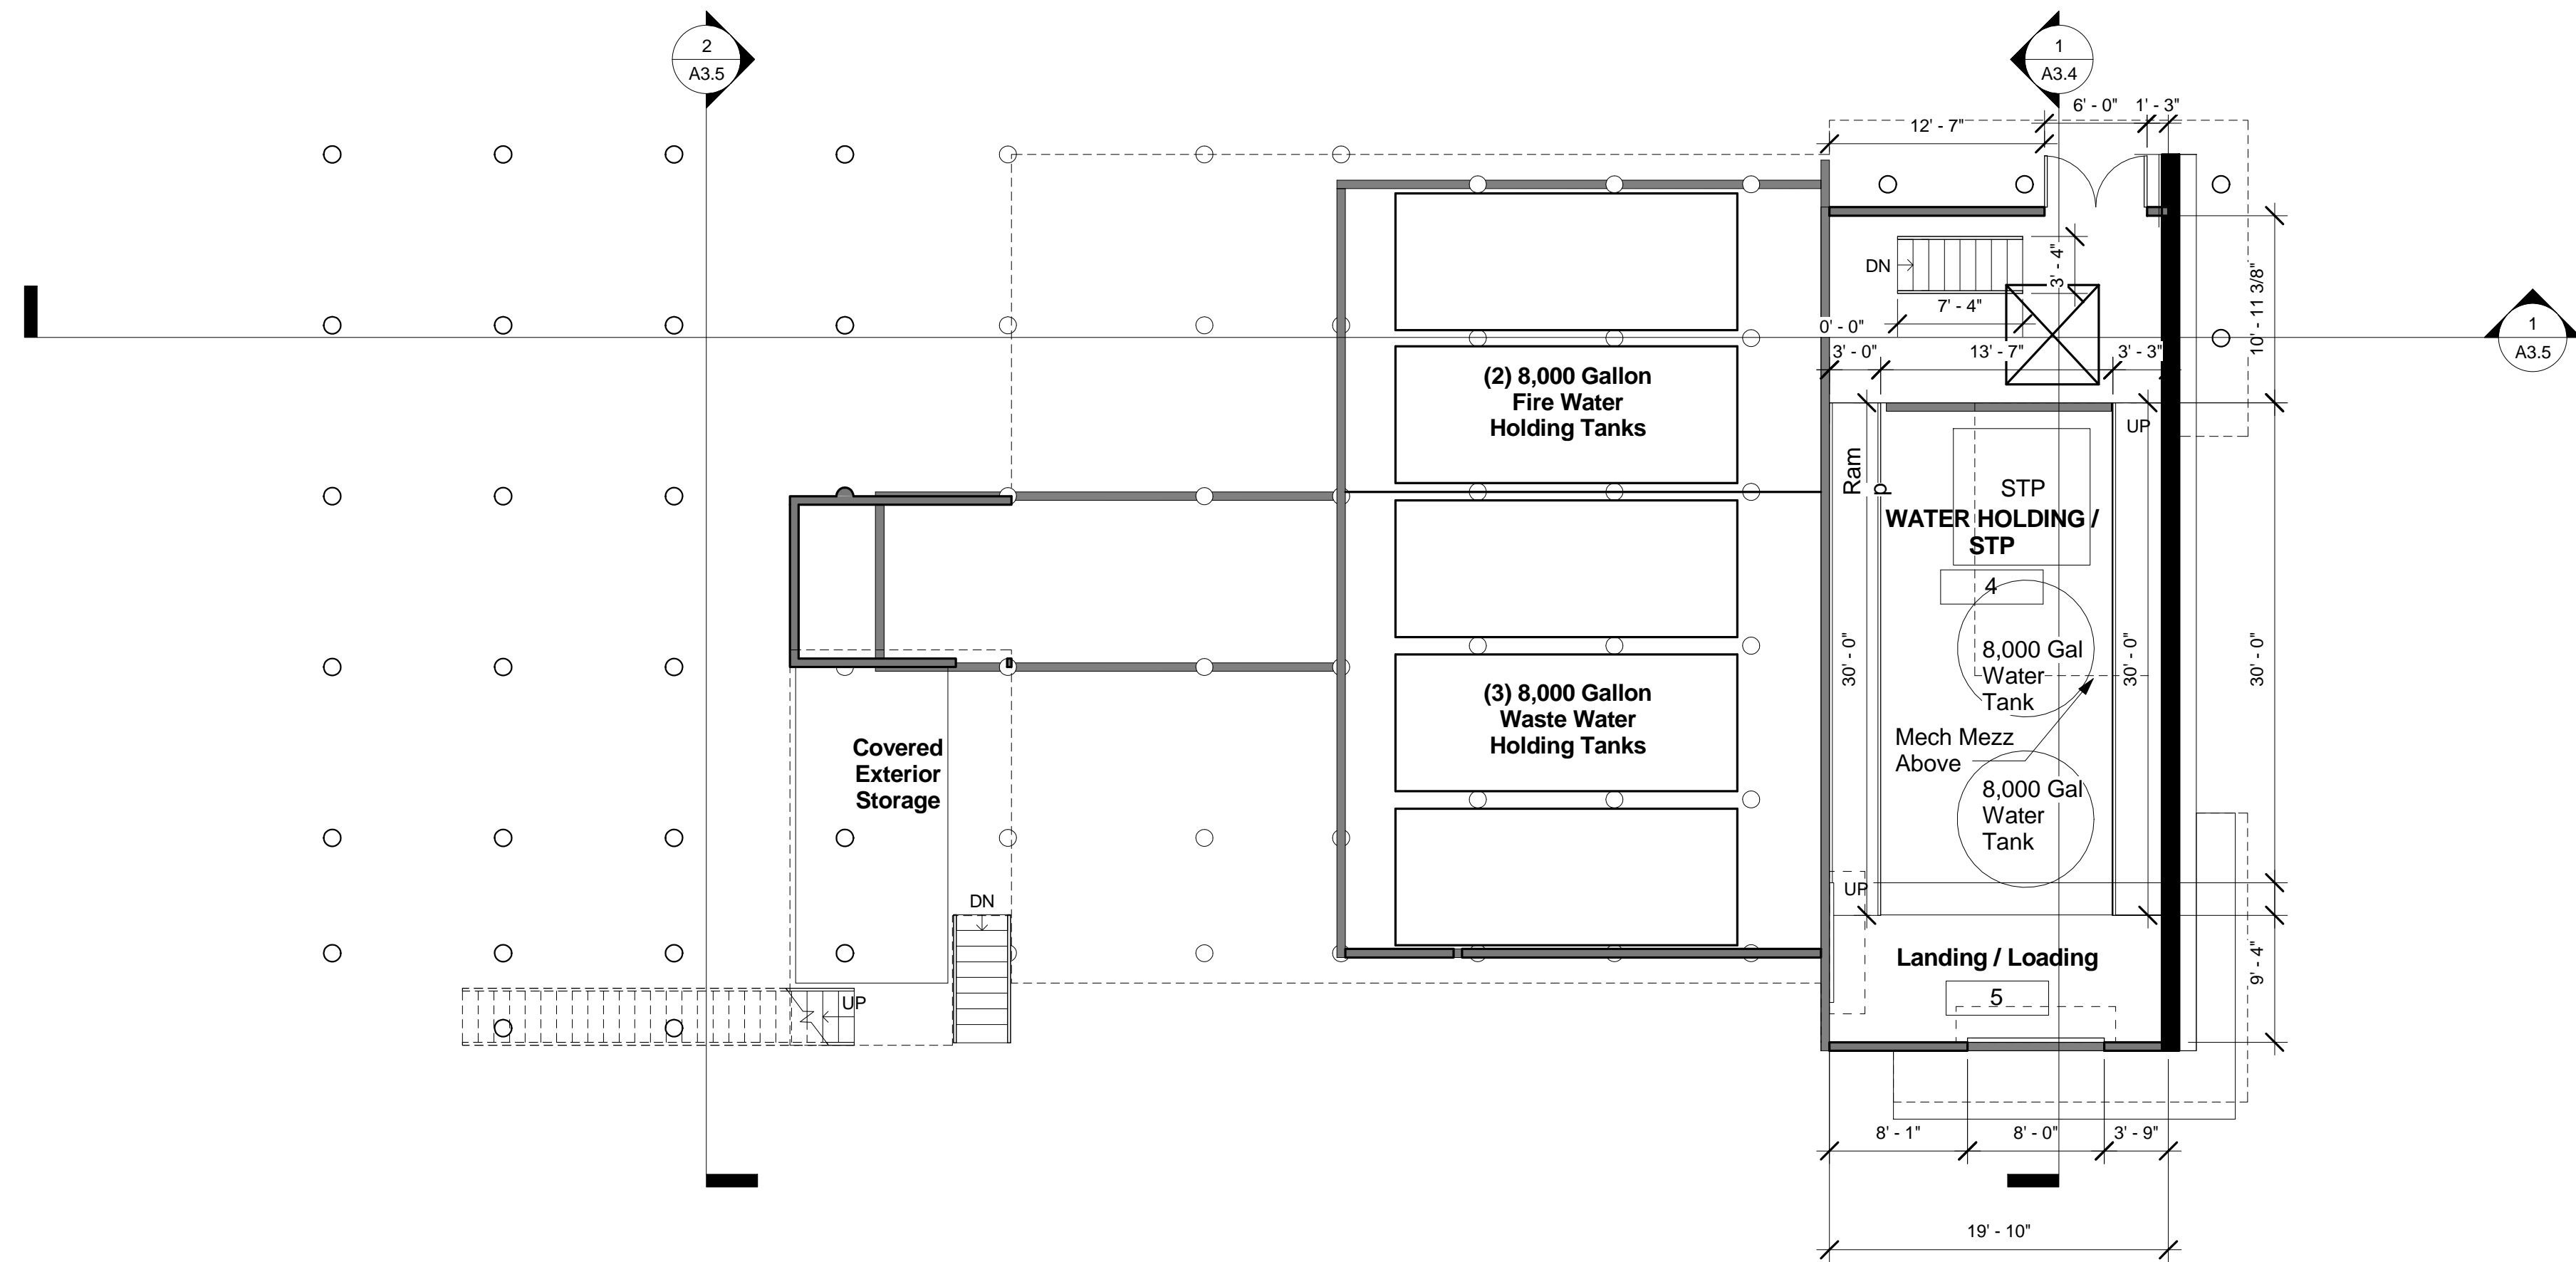 2
A3.5
1
A3.4
6' - 0"
1' - 3"
12' - 7"
DN
3' - 4"
7' - 4"
10' - 11 3/8"
0' - 0"
1
A3.5
3' - 0"
13' - 7"
3' - 3"
(2) 8,000 Gallon
Fire Water
Holding Tanks
UP
Ram
p
STP
WATER HOLDING /
STP
4
30' - 0"
8,000 Gal
Water
Tank
30' - 0"
30' - 0"
(3) 8,000 Gallon
Waste Water
Holding Tanks
Mech Mezz
Above
Covered
Exterior
Storage
8,000 Gal
Water
Tank
UP
DN
Landing / Loading
9' - 4"
5
UP
8' - 1"
8' - 0"
3' - 9"
19' - 10"